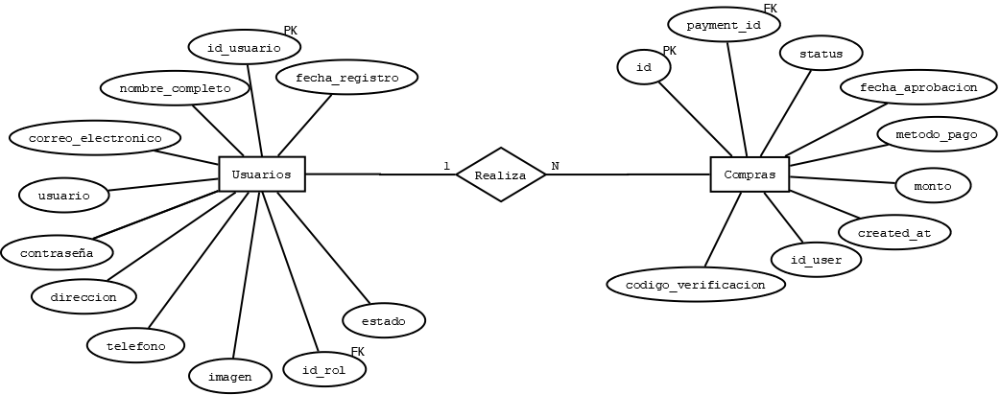 FK
payment_id
PK
id_usuario
status
PK
id
fecha_registro
nombre_completo
fecha_aprobacion
metodo_pago
correo_electronico
1
Realiza
N
Usuarios
Compras
monto
usuario
created_at
contraseña
id_user
codigo_verificacion
direccion
estado
telefono
FK
id_rol
imagen